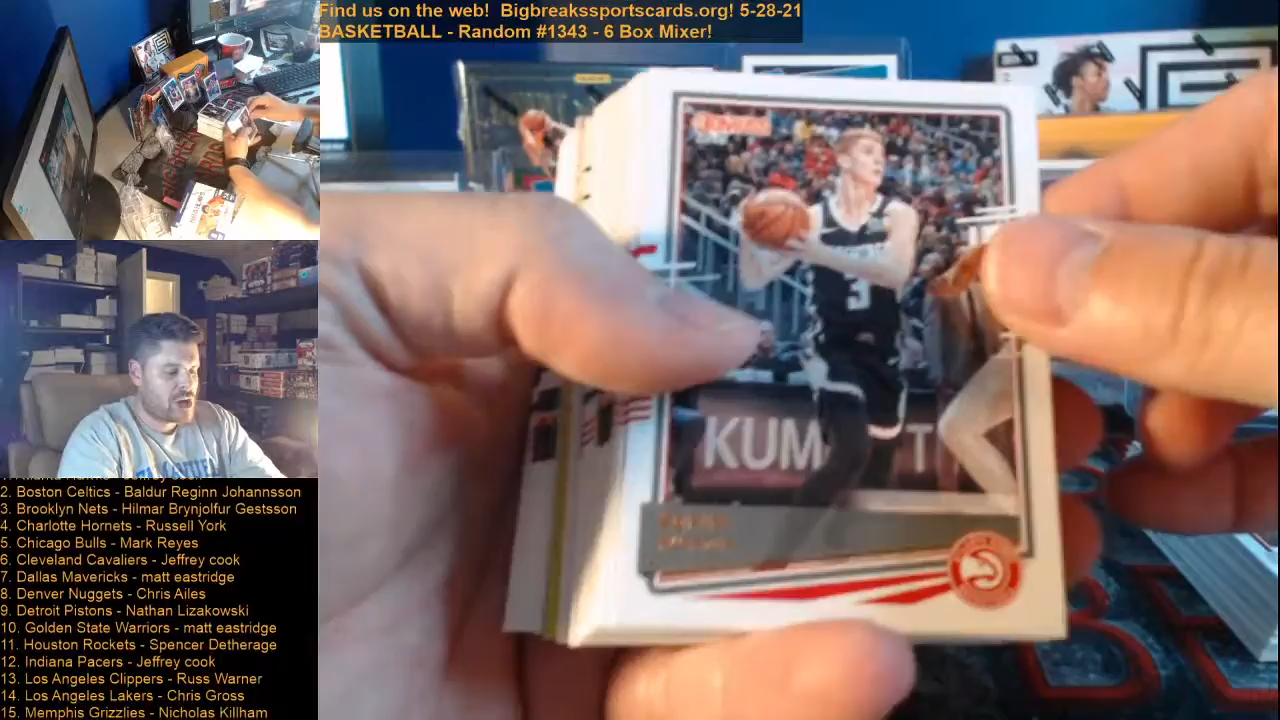 Find us on the web!  Bigbreakssportscards.org! 5-28-21
BASKETBALL - Random #1343 - 6 Box Mixer!
KUM
T
3
2. Boston Celtics - Baldur Reginn Johannsson
3. Brooklyn Nets - Hilmar Brynjolfur Gestsson
4. Charlotte Hornets - Russell York
5. Chicago Bulls - Mark Reyes
6. Cleveland Cavaliers - Jeffrey cook
7. Dallas Mavericks - matt eastridge
8. Denver Nuggets - Chris Ailes
9. Detroit Pistons - Nathan Lizakowski
10. Golden State Warriors - matt eastridge
11. Houston Rockets - Spencer Detherage
12. Indiana Pacers - Jeffrey cook
13. Los Angeles Clippers - Russ Warner
14. Los Angeles Lakers - Chris Gross
15. Memphis Grizzlies - Nicholas Killham